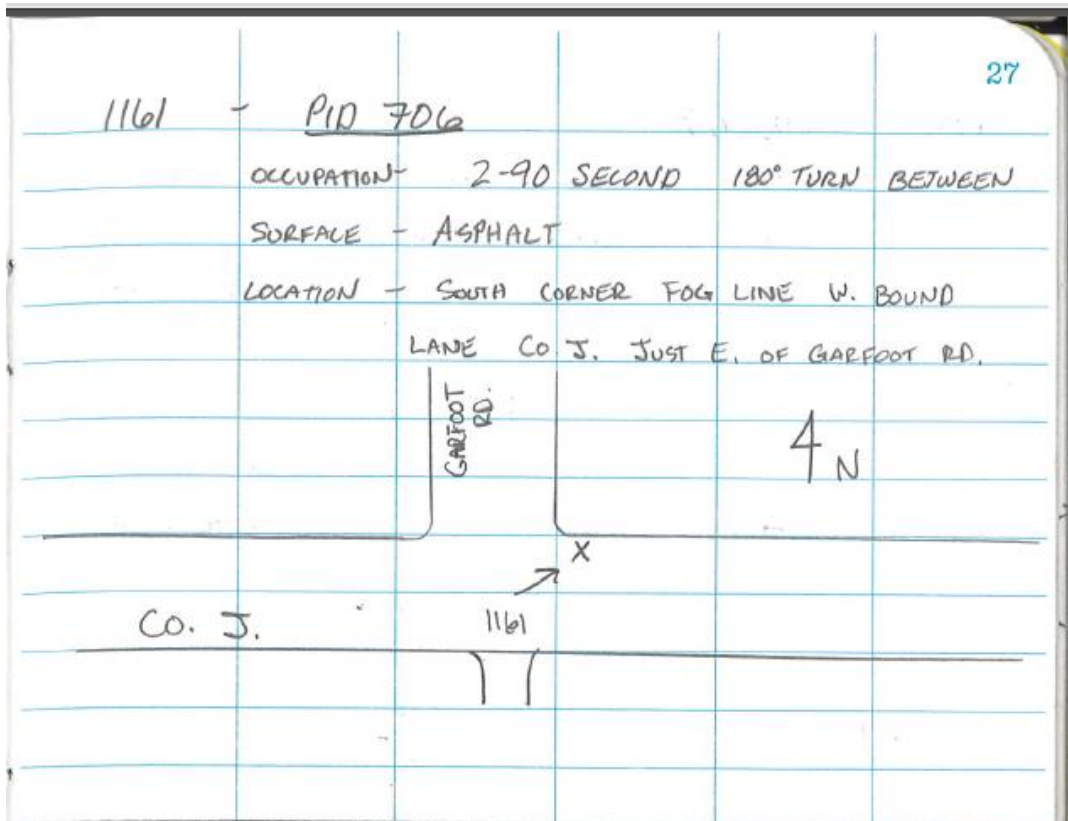 27
1161 - PID 706
OCCUPATION- 2-90 SECOND 180° TURN BETWEEN
SURFACE - ASPHALT
LOCATION - SOUTH CORNER FOG LINE W. BOUND
LANE CO J. JUST E. OF GARFOOT RD.
GARFOOT
RD.
N
X
1161
CO. J.